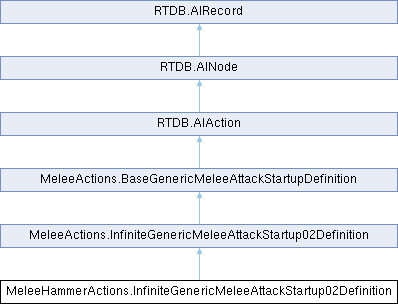 RTDB.AIRecord
RTDB.AINode
RTDB.AIAction
MeleeActions.BaseGenericMeleeAttackStartupDefinition
MeleeActions.InfiniteGenericMeleeAttackStartup02Definition
MeleeHammerActions.InfiniteGenericMeleeAttackStartup02Definition